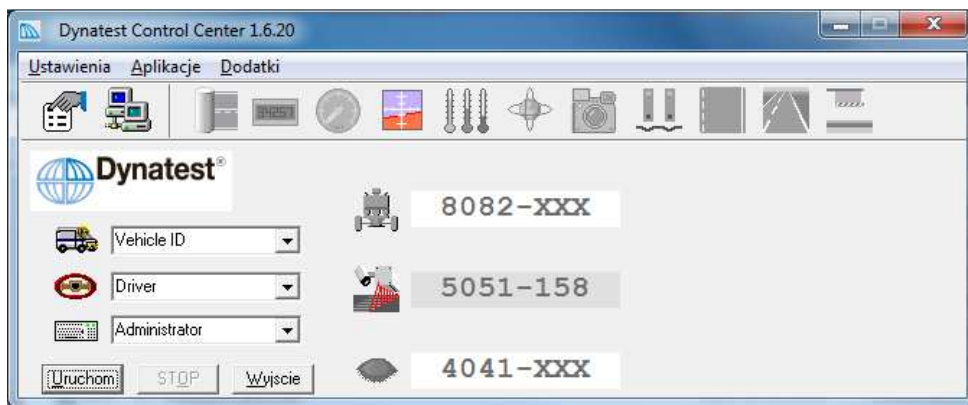 Dynatest Control Center 1.6.20
Ustawienia Aplikacje Dodatki
34257
Dynatest®
8082-XXX
Vehicle ID
Driver
5051-158
Administrator
4041-XXX
Uruchom STOP Wyjscie